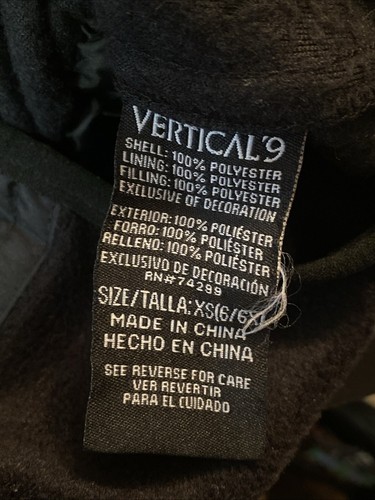 VERTICAL'9
SHELL: 100% POLYESTER
LINING: 100% POLYESTER
FILLING: 100% POLYESTER
EXCLUSIVE OF DECORATION
EXTERIOR: 100% POLIÉSTER
FORRO: 100% POLIÉSTER
RELLENO: 100% POLIÉSTER
EXCLUSIVO DE DECORACIÓN
RN#74299
SIZE/TALLA: XS(6/6X)
MADE IN CHINA
HECHO EN CHINA
SEE REVERSE FOR CARE
VER REVERTIR
PARA EL CUIDADO